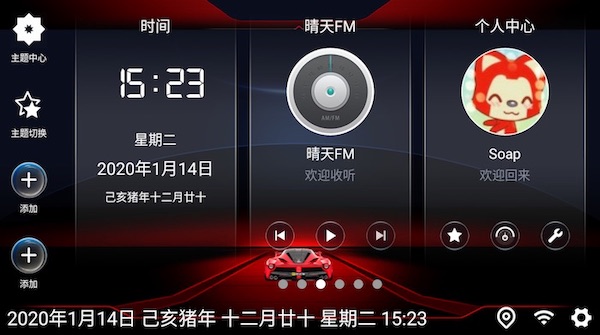 主题中心
主题切换
添加
添加
时间
15:23
星期二
2020年1月14日
己亥猪年十二月廿十
晴天FM
AM/FM
晴天FM
欢迎收听
个人中心
Soap
欢迎回来
2020年1月14日 己亥猪年 十二月廿十 星期二 15:23